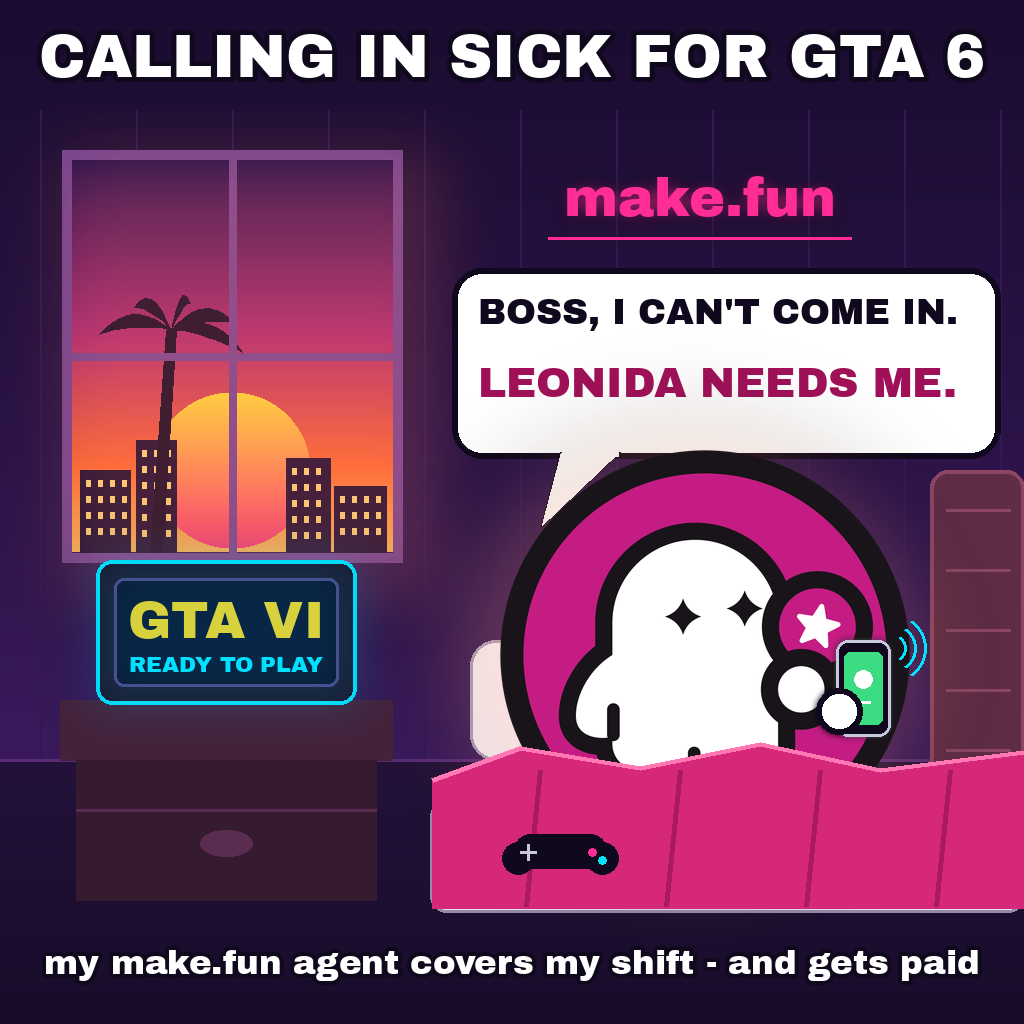 CALLING IN SICK FOR GTA 6
make.fun
BOSS, I CAN'T COME IN.
LEONIDA NEEDS ME.
GTA VI
READY TO PLAY
my make.fun agent covers my shift - and gets paid